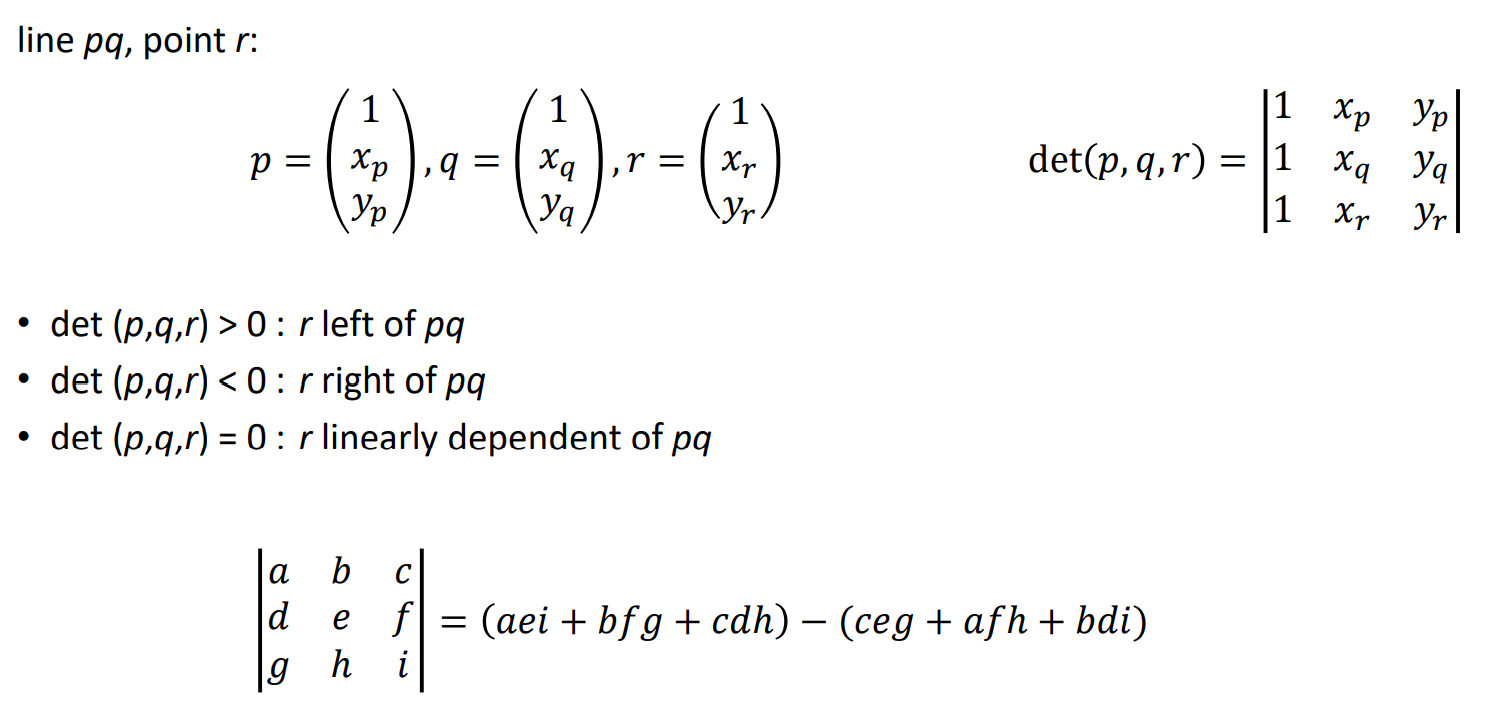 line pq, point r:
p = (1 x_p y_p), q = (1 x_q y_q), r = (1 x_r y_r)
det(p, q, r) = |1 x_p y_p|
|1 x_q y_q|
|1 x_r y_r|
• det (p,q,r) > 0 : r left of pq
• det (p,q,r) < 0 : r right of pq
• det (p,q,r) = 0 : r linearly dependent of pq
|a b c|
|d e f| = (aei + bfg + cdh) − (ceg + afh + bdi)
|g h i|